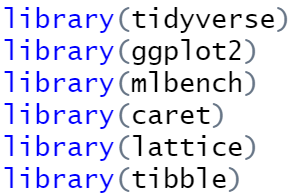 library(tidyverse)
library(ggplot2)
library(mlbench)
library(caret)
library(lattice)
library(tibble)